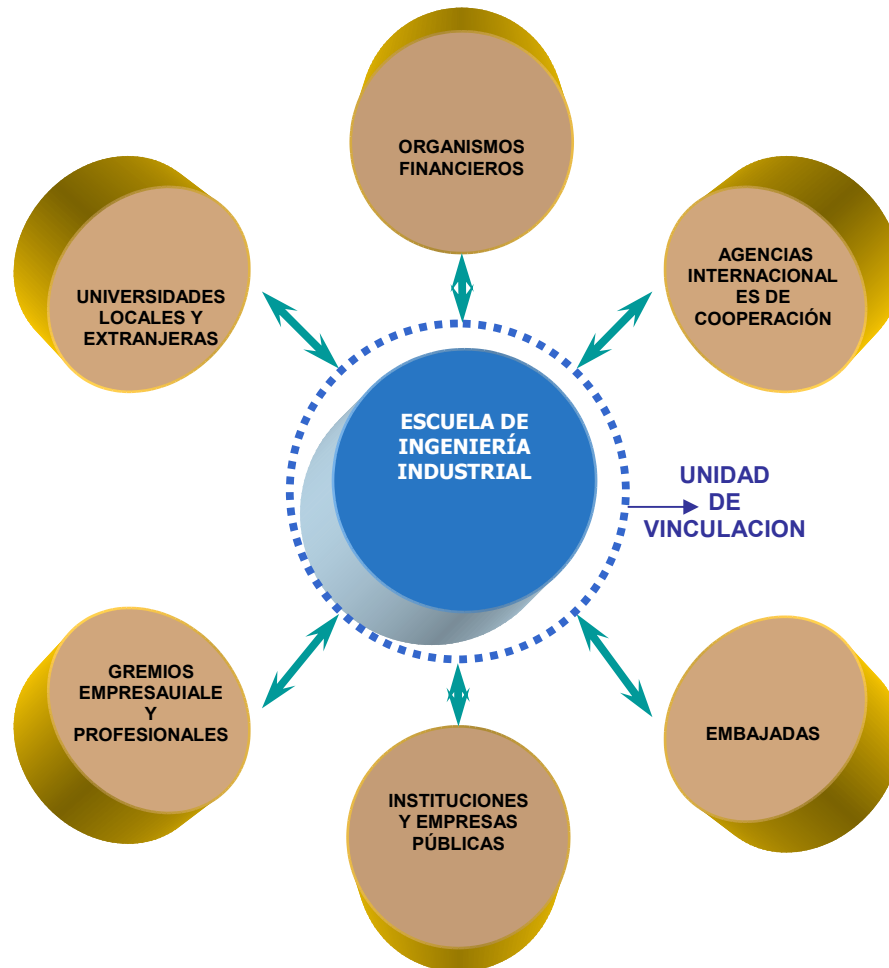 ORGANISMOS
FINANCIEROS
UNIVERSIDADES
LOCALES Y
EXTRANJERAS
AGENCIAS
INTERNACIONAL
ES DE
COOPERACIÓN
ESCUELA DE
INGENIERÍA
INDUSTRIAL
UNIDAD
DE
VINCULACION
GREMIOS
EMPRESAUIALE
Y
PROFESIONALES
INSTITUCIONES
Y EMPRESAS
PÚBLICAS
EMBAJADAS